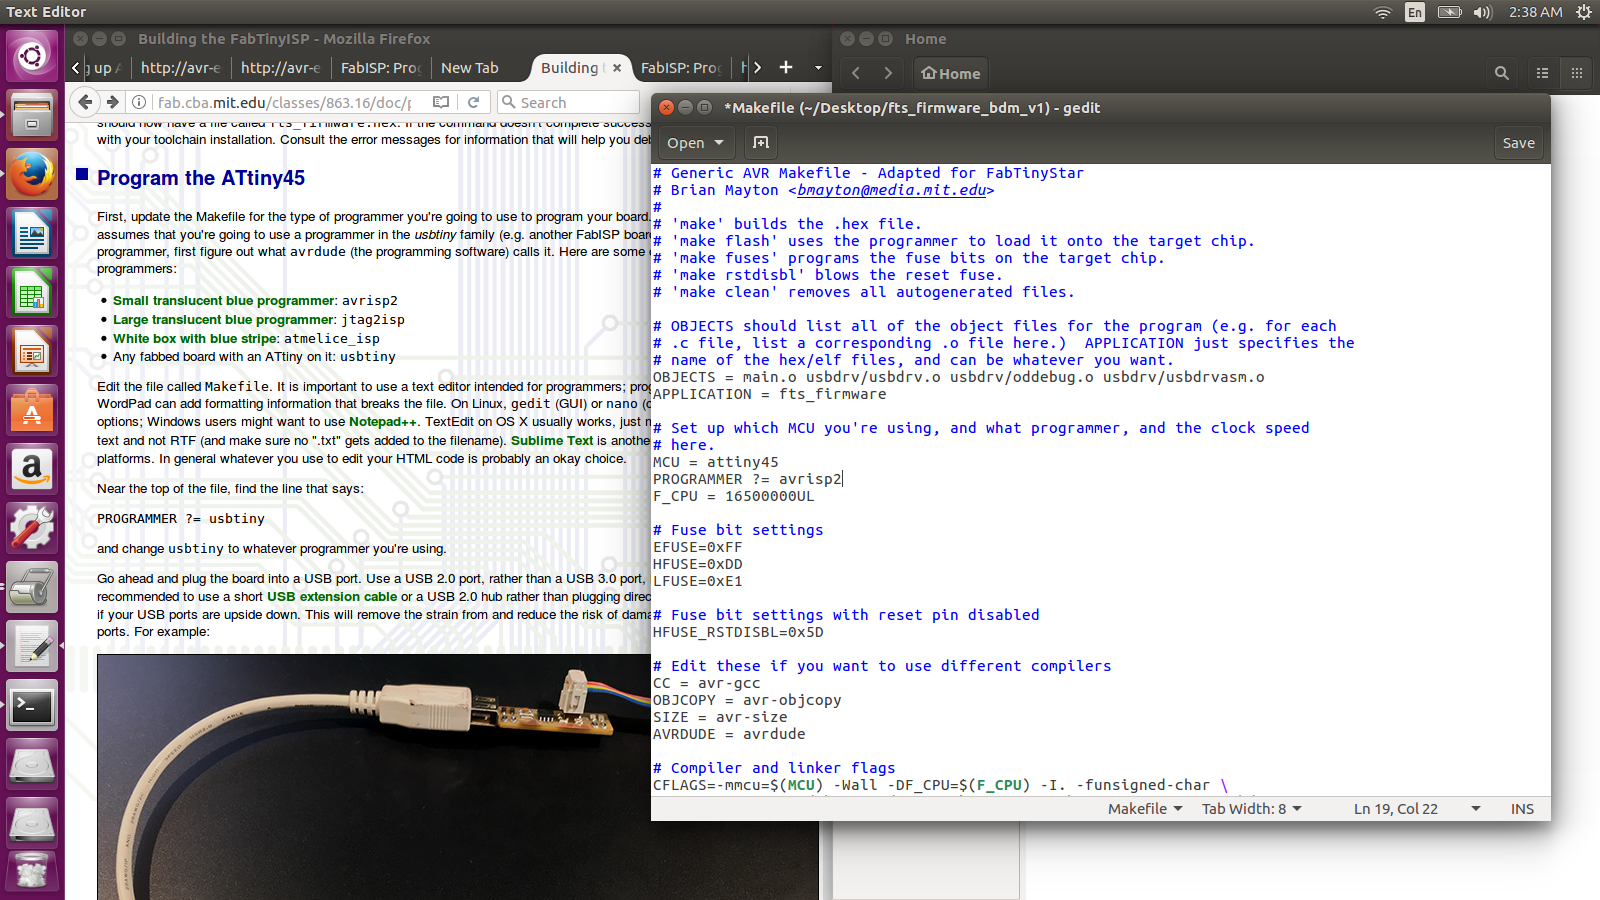 Text Editor
En
2:38 AM
Building the FabTinyISP - Mozilla Firefox
Home
g up
http://avr-e
http://avr-e
FabISP: Pro
New Tab
Building
FabISP: Pro
Home
fab.cba.mit.edu/classes/863.16/doc/p
Search
with your toolchain installation. Consult the error messages for information that will help you deb
Program the ATtiny45
First, update the Makefile for the type of programmer you're going to use to program your board.
assumes that you're going to use a programmer in the usbtiny family (e.g. another FabISP boar
programmer, first figure out what avrdude (the programming software) calls it. Here are some
programmers:
Small translucent blue programmer: avrisp2
Large translucent blue programmer: jtag2isp
White box with blue stripe: atmelice_isp
Any fabbed board with an ATtiny on it: usbtiny
Edit the file called Makefile. It is important to use a text editor intended for programmers; pro
WordPad can add formatting information that breaks the file. On Linux, gedit (GUI) or nano (c
options; Windows users might want to use Notepad++. TextEdit on OS X usually works, just m
text and not RTF (and make sure no ".txt" gets added to the filename). Sublime Text is anothe
platforms. In general whatever you use to edit your HTML code is probably an okay choice.
Near the top of the file, find the line that says:
PROGRAMMER ?= usbtiny
and change usbtiny to whatever programmer you're using.
Go ahead and plug the board into a USB port. Use a USB 2.0 port, rather than a USB 3.0 port,
recommended to use a short USB extension cable or a USB 2.0 hub rather than plugging direc
if your USB ports are upside down. This will remove the strain from and reduce the risk of dama
ports. For example:
*Makefile (~/Desktop/fts_firmware_bdm_v1) - gedit
Open
Save
# Generic AVR Makefile - Adapted for FabTinyStar
# Brian Mayton <bmayton@media.mit.edu>
#
# 'make' builds the .hex file.
# 'make flash' uses the programmer to load it onto the target chip.
# 'make fuses' programs the fuse bits on the target chip.
# 'make rstdisbl' blows the reset fuse.
# 'make clean' removes all autogenerated files.
# OBJECTS should list all of the object files for the program (e.g. for each
# .c file, list a corresponding .o file here.)  APPLICATION just specifies the
# name of the hex/elf files, and can be whatever you want.
OBJECTS = main.o usbdrv/usbdrv.o usbdrv/oddebug.o usbdrv/usbdrvasm.o
APPLICATION = fts_firmware
# Set up which MCU you're using, and what programmer, and the clock speed
# here.
MCU = attiny45
PROGRAMMER ?= avrisp2
F_CPU = 16500000UL
# Fuse bit settings
EFUSE=0xFF
HFUSE=0xDD
LFUSE=0xE1
# Fuse bit settings with reset pin disabled
HFUSE_RSTDISBL=0x5D
# Edit these if you want to use different compilers
CC = avr-gcc
OBJCOPY = avr-objcopy
SIZE = avr-size
AVRDUDE = avrdude
# Compiler and linker flags
CFLAGS=-mmcu=$(MCU) -Wall -DF_CPU=$(F_CPU) -I. -funsigned-char \
Makefile
Tab Width: 8
Ln 19, Col 22
INS